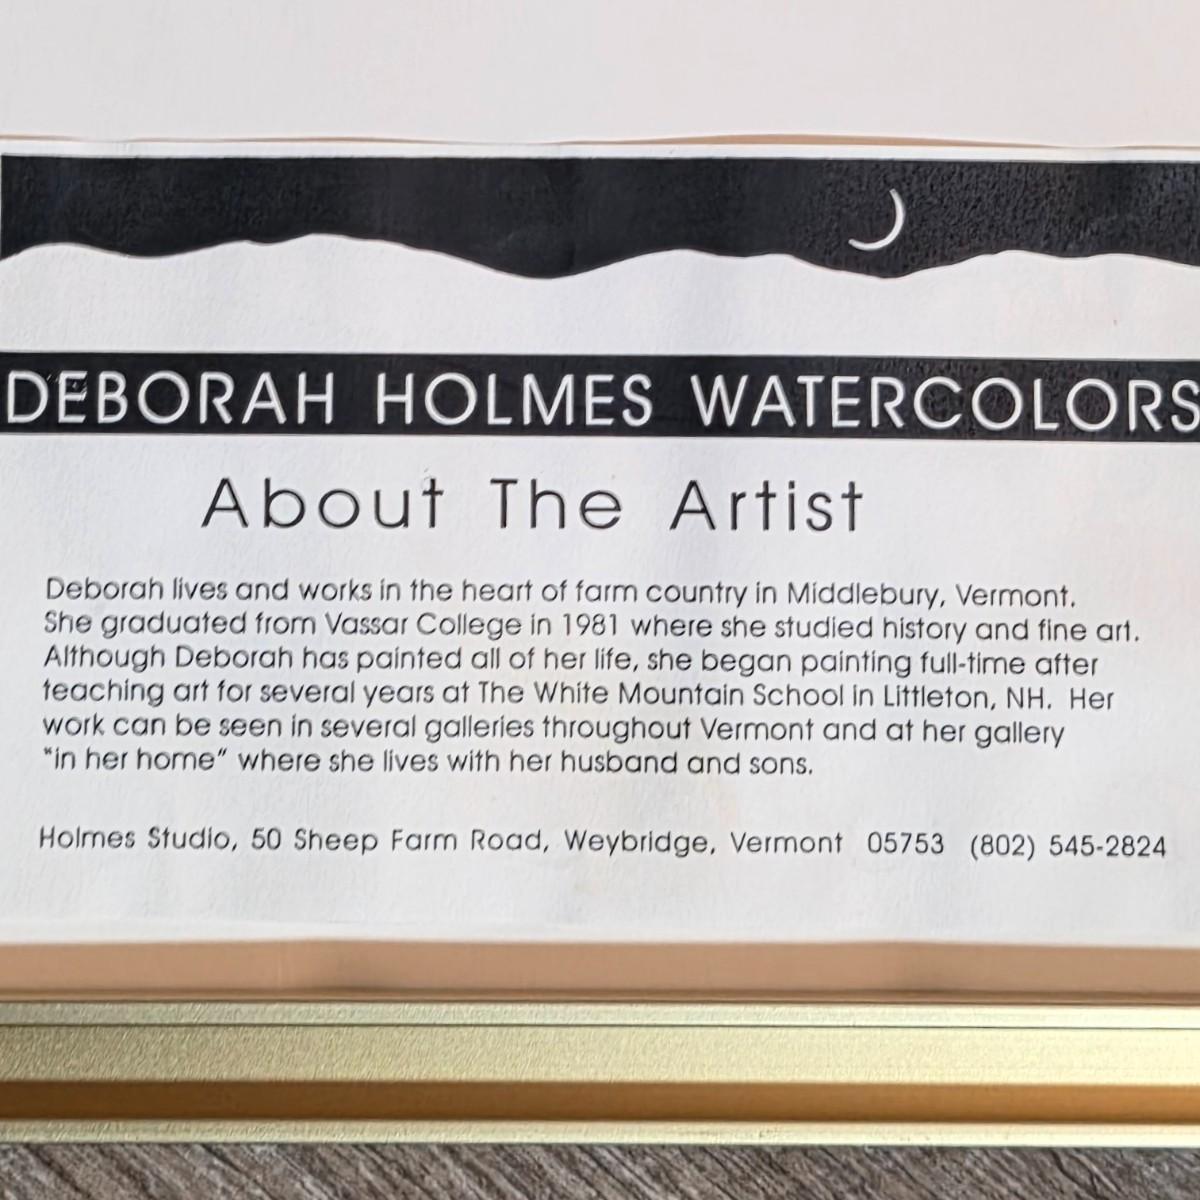 DEBORAH HOLMES WATERCOLORS
About The Artist
Deborah lives and works in the heart of farm country in Middlebury, Vermont.
She graduated from Vassar College in 1981 where she studied history and fine art.
Although Deborah has painted all of her life, she began painting full-time after
teaching art for several years at The White Mountain School in Littleton, NH. Her
work can be seen in several galleries throughout Vermont and at her gallery
"in her home" where she lives with her husband and sons.
Holmes Studio, 50 Sheep Farm Road, Weybridge, Vermont 05753 (802) 545-2824